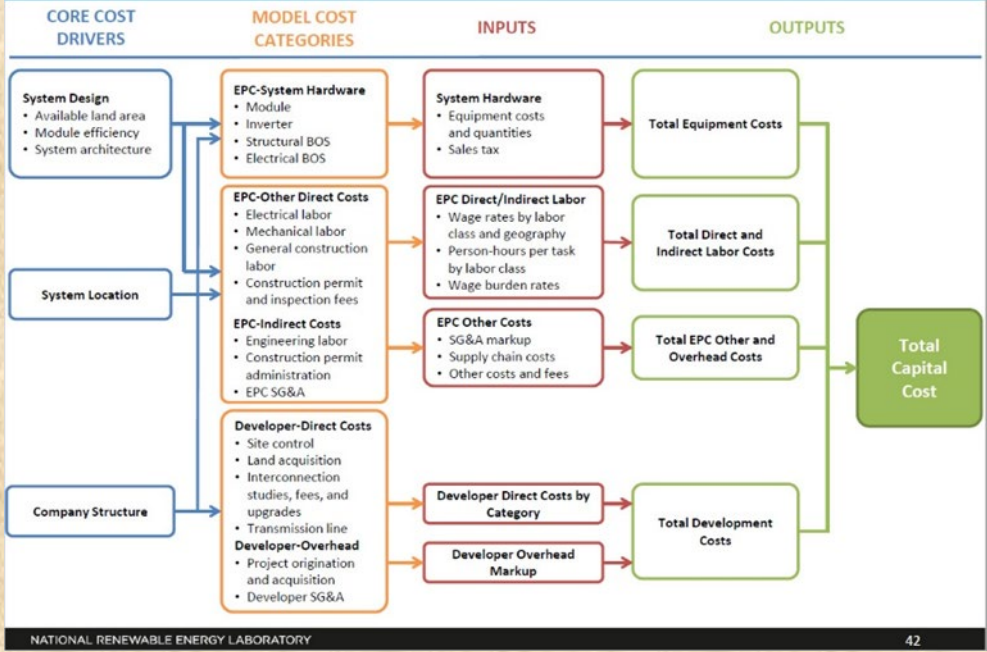 CORE COST
DRIVERS
MODEL COST
CATEGORIES
INPUTS
OUTPUTS
System Design
• Available land area
• Module efficiency
• System architecture
System Location
Company Structure
EPC-System Hardware
• Module
• Inverter
• Structural BOS
• Electrical BOS
EPC-Other Direct Costs
• Electrical labor
• Mechanical labor
• General construction
labor
• Construction permit
and inspection fees
EPC-Indirect Costs
• Engineering labor
• Construction permit
administration
• EPC SG&A
Developer-Direct Costs
• Site control
• Land acquisition
• Interconnection
studies, fees, and
upgrades
• Transmission line
Developer-Overhead
• Project origination
and acquisition
• Developer SG&A
System Hardware
• Equipment costs
and quantities
• Sales tax
EPC Direct/Indirect Labor
• Wage rates by labor
class and geography
• Person-hours per task
by labor class
• Wage burden rates
EPC Other Costs
• SG&A markup
• Supply chain costs
• Other costs and fees
Developer Direct Costs by
Category
Developer Overhead
Markup
Total Equipment Costs
Total Direct and
Indirect Labor Costs
Total EPC Other and
Overhead Costs
Total Development
Costs
Total
Capital
Cost
NATIONAL RENEWABLE ENERGY LABORATORY
42